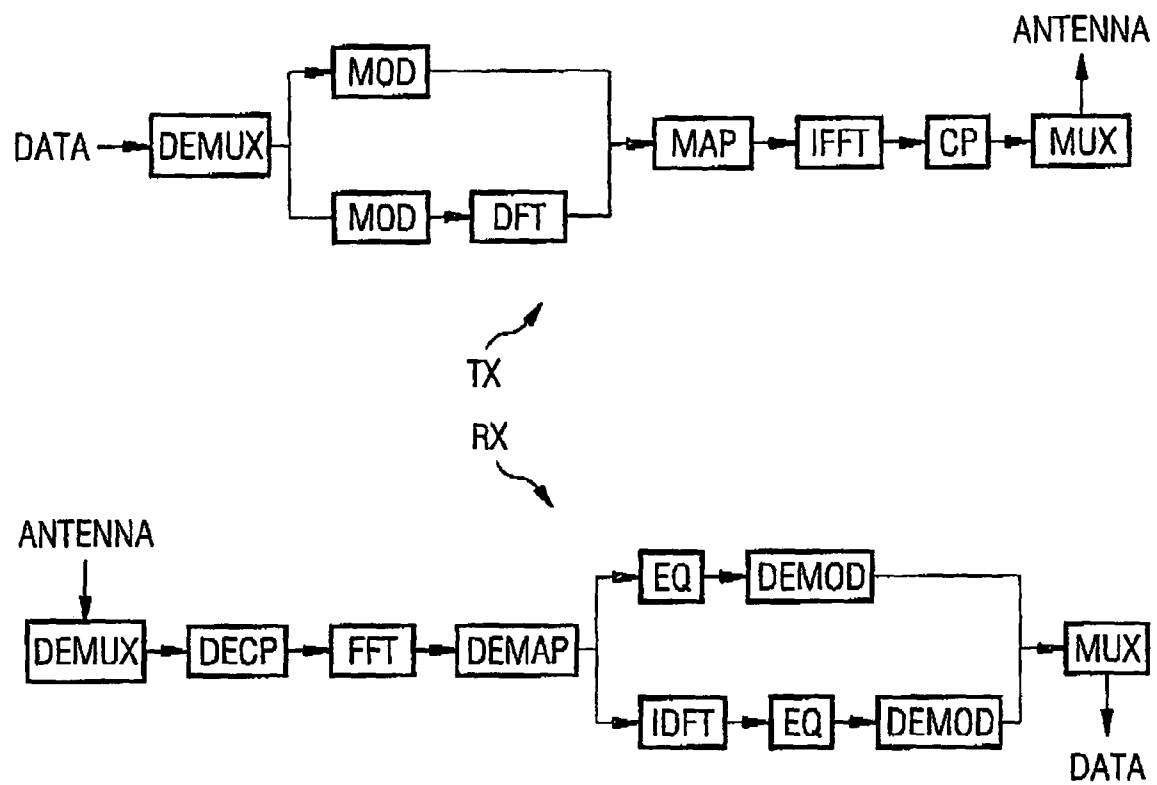 ANTENNA
MOD
DATA
DEMUX
MAP
IFFT
CP
MUX
MOD
DFT
TX
RX
ANTENNA
EQ
DEMOD
DEMUX
DECP
FFT
DEMAP
MUX
IDFT
EQ
DEMOD
DATA